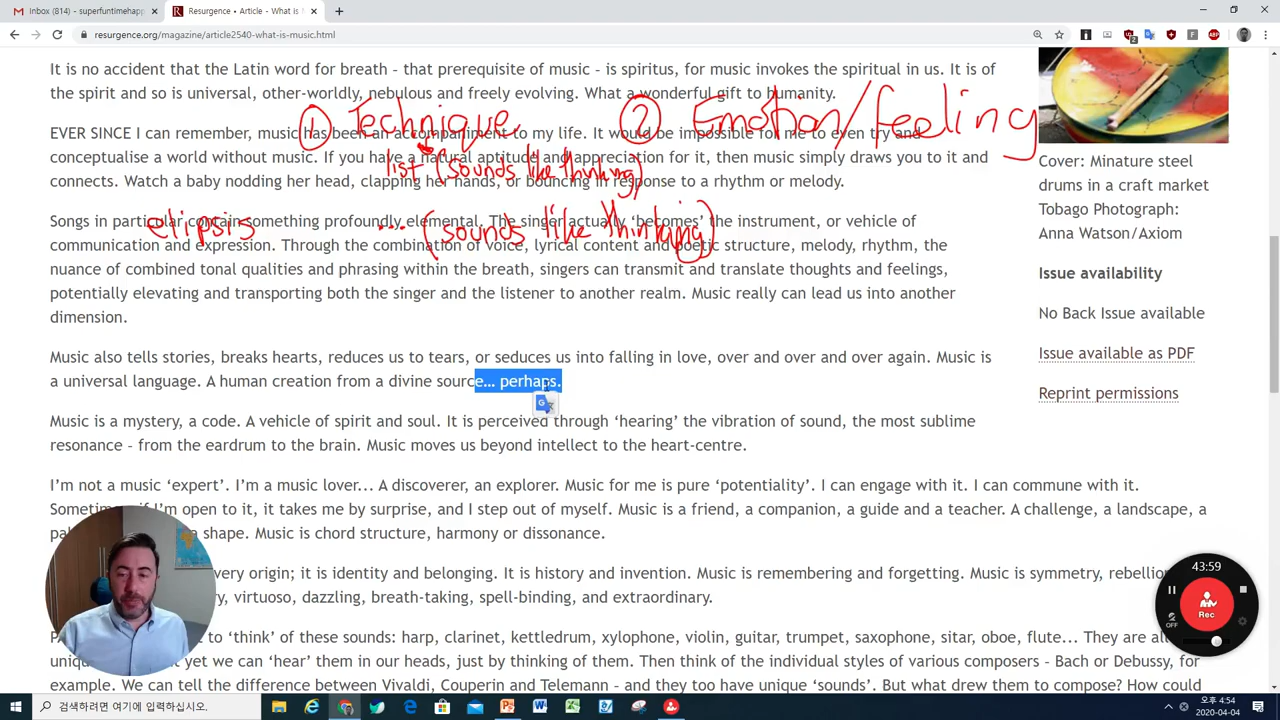 Inbox (814) - superfuntimehapp
Resurgence • Article - What is M
resurgence.org/magazine/article2540-what-is-music.html
It is no accident that the Latin word for breath – that prerequisite of music – is spiritus, for music invokes the spiritual in us. It is of
the spirit and so is universal, other-worldly, nebulous and freely evolving. What a wonderful gift to humanity.
① Technique
② Emotion/feeling
EVER SINCE I can remember, music has been an accompaniment to my life. It would be impossible for me to even try and
conceptualise a world without music. If you have a natural aptitude and appreciation for it, then music simply draws you to it and
connects. Watch a baby nodding her head, clapping her hands, or bouncing in response to a rhythm or melody.
list (sounds like thinking)
Songs in particular contain something profoundly elemental. The singer actually ‘becomes’ the instrument, or vehicle of
communication and expression. Through the combination of voice, lyrical content and poetic structure, melody, rhythm, the
nuance of combined tonal qualities and phrasing within the breath, singers can transmit and translate thoughts and feelings,
potentially elevating and transporting both the singer and the listener to another realm. Music really can lead us into another
dimension.
elipsis ... (sounds like thinking)
Music also tells stories, breaks hearts, reduces us to tears, or seduces us into falling in love, over and over and over again. Music is
a universal language. A human creation from a divine source… perhaps.
Music is a mystery, a code. A vehicle of spirit and soul. It is perceived through ‘hearing’ the vibration of sound, the most sublime
resonance – from the eardrum to the brain. Music moves us beyond intellect to the heart-centre.
I’m not a music ‘expert’. I’m a music lover... A discoverer, an explorer. Music for me is pure ‘potentiality’. I can engage with it. I can commune with it.
if I’m open to it, it takes me by surprise, and I step out of myself. Music is a friend, a companion, a guide and a teacher. A challenge, a landscape, a
shape. Music is chord structure, harmony or dissonance.
very origin; it is identity and belonging. It is history and invention. Music is remembering and forgetting. Music is symmetry,
virtuoso, dazzling, breath-taking, spell-binding, and extraordinary.
to ‘think’ of these sounds: harp, clarinet, kettledrum, xylophone, violin, guitar, trumpet, saxophone, sitar, oboe, flute... They are
yet we can ‘hear’ them in our heads, just by thinking of them. Then think of the individual styles of various composers – Bach or Debussy, for
example. We can tell the difference between Vivaldi, Couperin and Telemann – and they too have unique ‘sounds’. But what drew them to compose? How could
Cover: Minature steel
drums in a craft market
Tobago Photograph:
Anna Watson/Axiom
Issue availability
No Back Issue available
Issue available as PDF
Reprint permissions
43:59
Rec
OFF
검색하려면 여기에 입력하십시오.
오후 4:54
2020-04-04